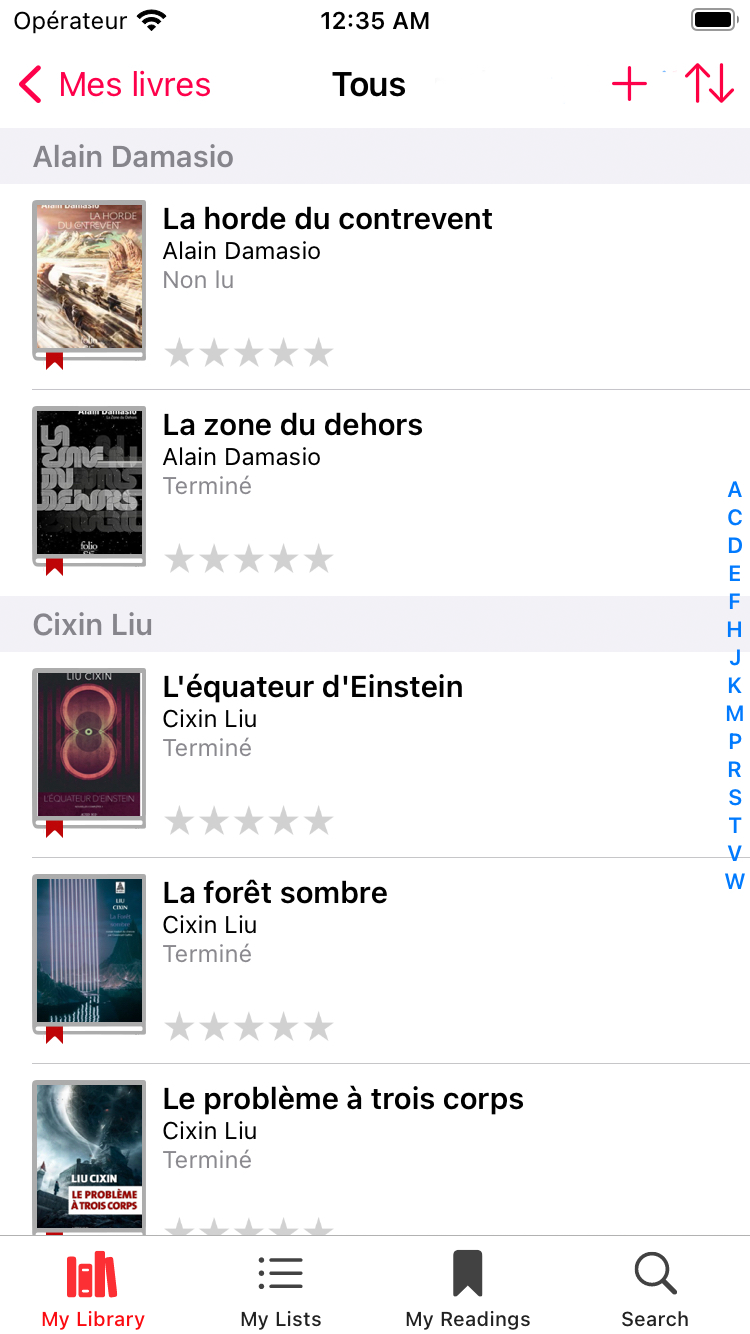 Opérateur 12:35 AM
Mes livres Tous
Alain Damasio
Alain Damasio
LA HORDE
DU CONTREVENT
folio
La horde du contrevent
Alain Damasio
Non lu
Alain Damasio
La Zone du Dehors
LA
ZONE
DU
DEHORS
folio
SF
La zone du dehors
Alain Damasio
Terminé
A
C
D
E
F
H
J
K
M
P
R
S
T
V
W
Cixin Liu
LIU CIXIN
L'ÉQUATEUR D'EINSTEIN
L'équateur d'Einstein
Cixin Liu
Terminé
LIU
CIXIN
La Forêt
sombre
La forêt sombre
Cixin Liu
Terminé
LIU CIXIN
LE PROBLÈME
À TROIS CORPS
Le problème à trois corps
Cixin Liu
Terminé
My Library My Lists My Readings Search